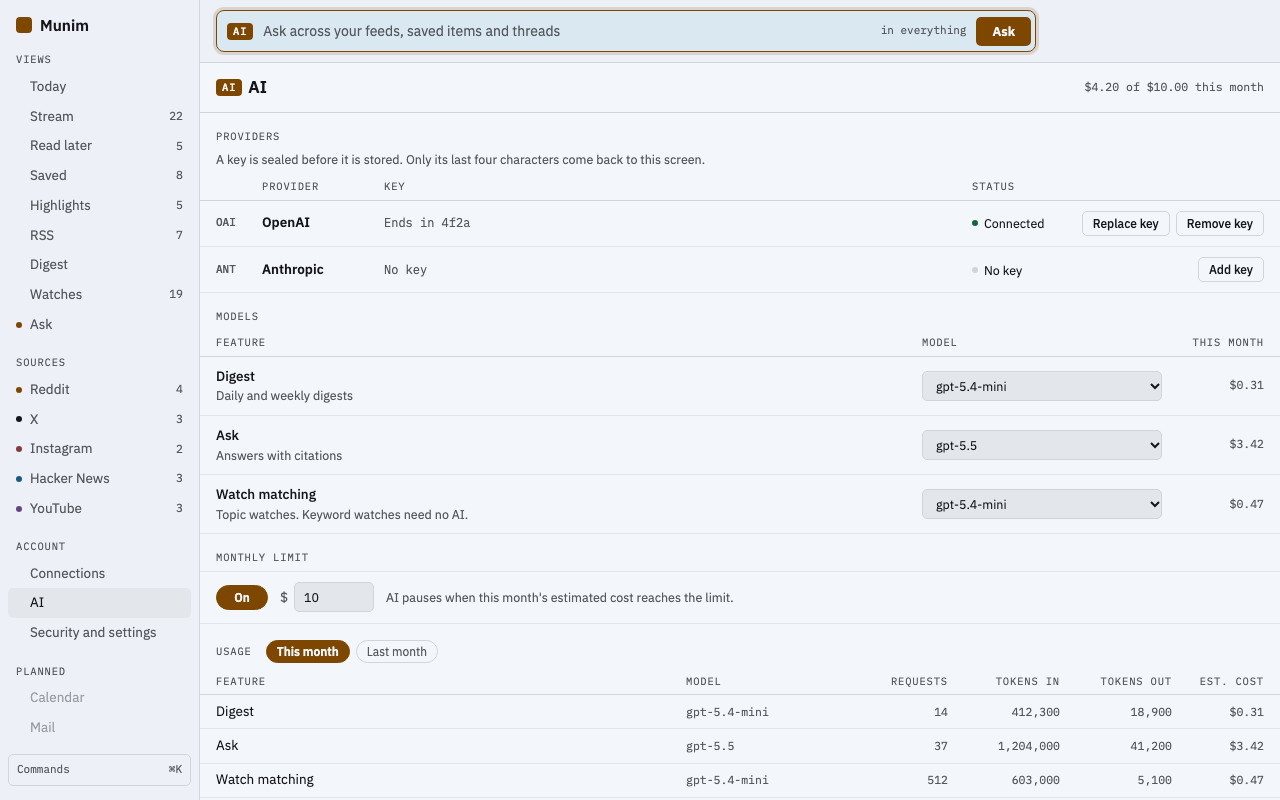 Munim
VIEWS
Today
Stream 22
Read later 5
Saved 8
Highlights 5
RSS 7
Digest
Watches 19
Ask
SOURCES
Reddit 4
X 3
Instagram 2
Hacker News 3
YouTube 3
ACCOUNT
Connections
AI
Security and settings
PLANNED
Calendar
Mail
Commands ⌘K
AI Ask across your feeds, saved items and threads in everything Ask
AI AI $4.20 of $10.00 this month
PROVIDERS
A key is sealed before it is stored. Only its last four characters come back to this screen.
PROVIDER KEY STATUS
OAI OpenAI Ends in 4f2a Connected Replace key Remove key
ANT Anthropic No key No key Add key
MODELS
FEATURE MODEL THIS MONTH
Digest
Daily and weekly digests
gpt-5.4-mini $0.31
Ask
Answers with citations
gpt-5.5 $3.42
Watch matching
Topic watches. Keyword watches need no AI.
gpt-5.4-mini $0.47
MONTHLY LIMIT
On $ 10 AI pauses when this month's estimated cost reaches the limit.
USAGE This month Last month
FEATURE MODEL REQUESTS TOKENS IN TOKENS OUT EST. COST
Digest gpt-5.4-mini 14 412,300 18,900 $0.31
Ask gpt-5.5 37 1,204,000 41,200 $3.42
Watch matching gpt-5.4-mini 512 603,000 5,100 $0.47